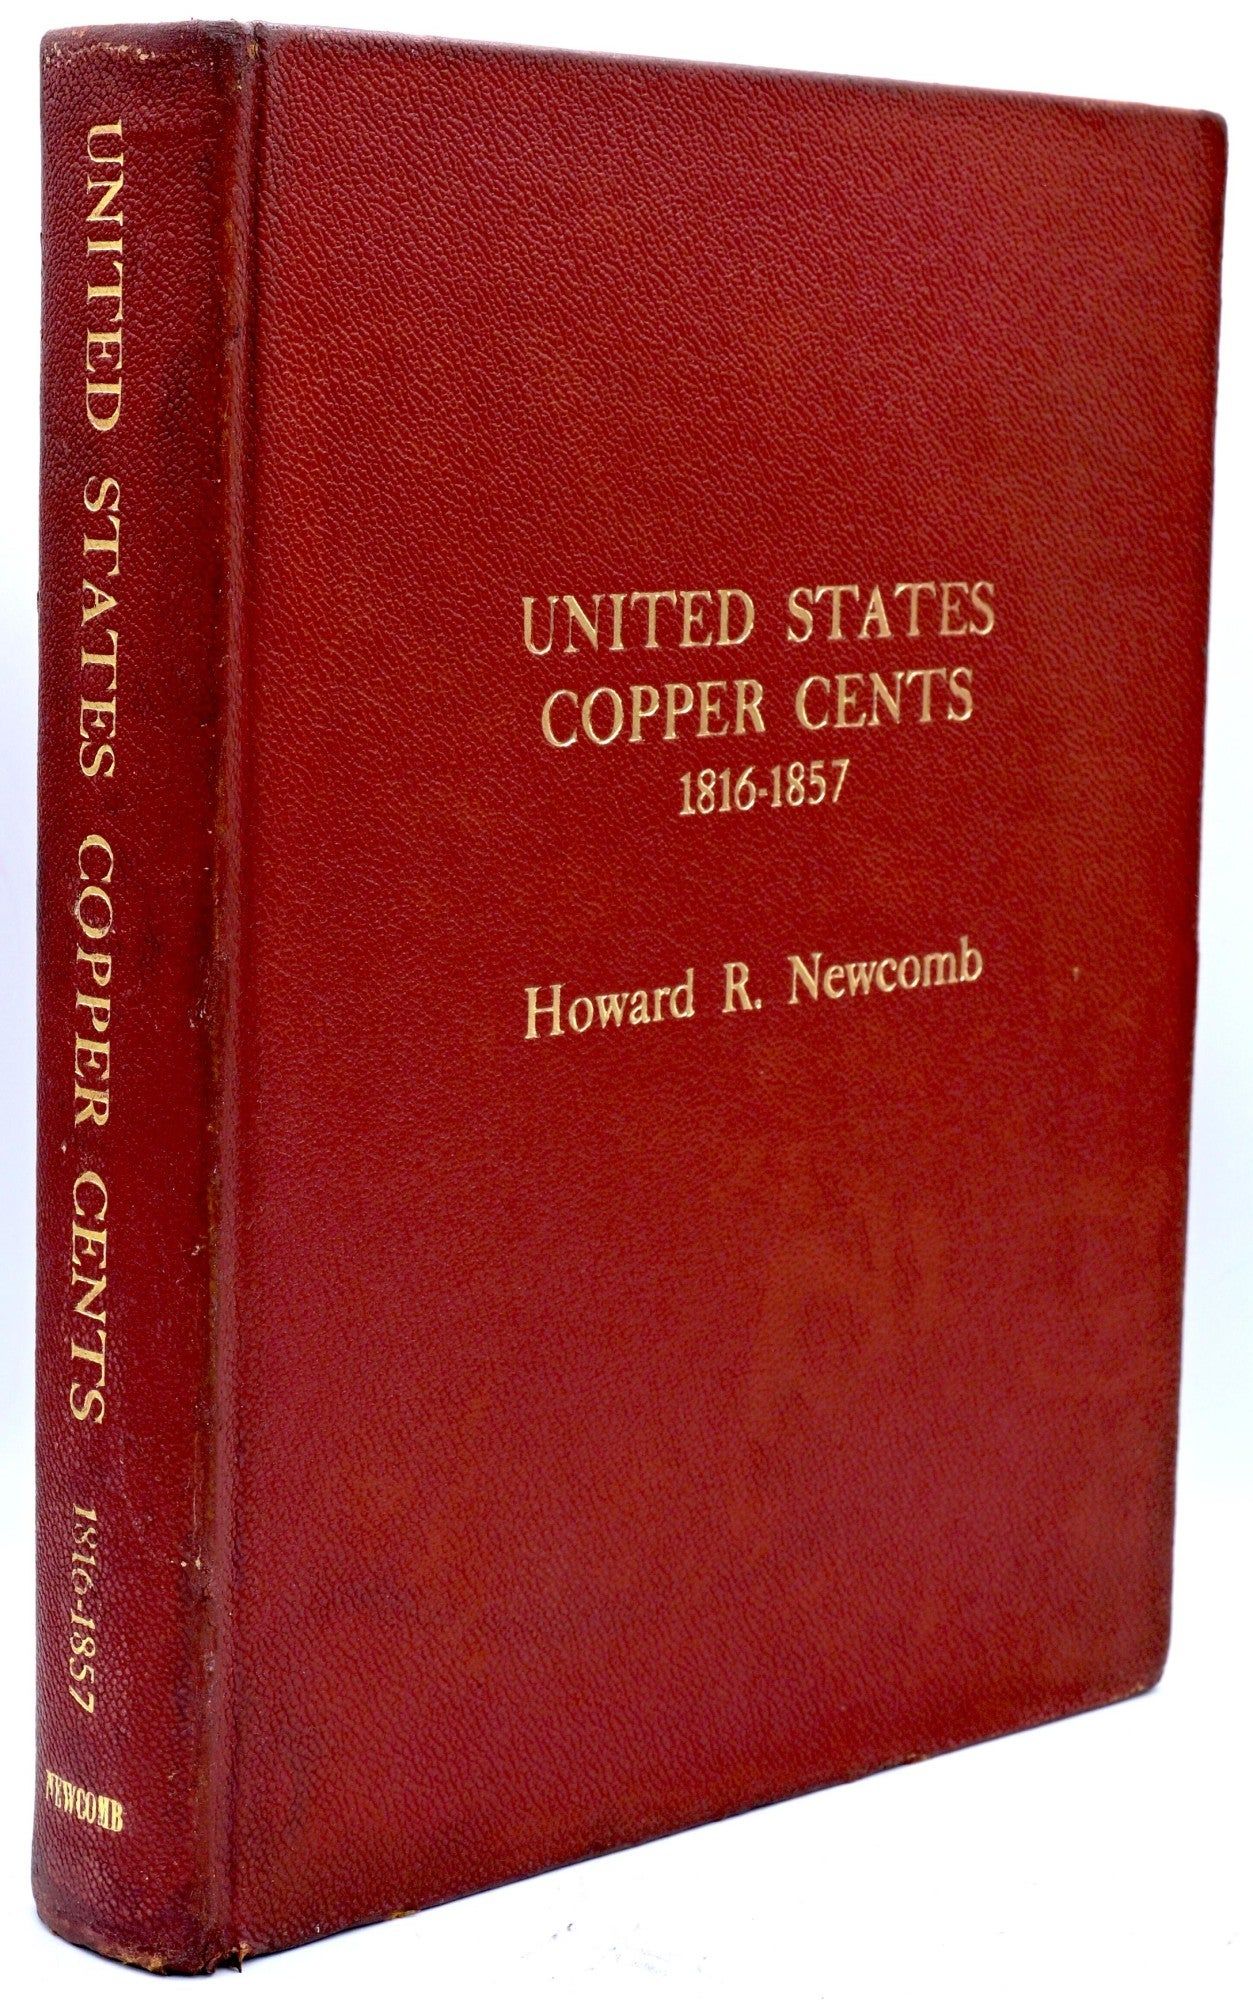 UNITED STATES COPPER CENTS 1816-1857
NEWCOMB
UNITED STATES
COPPER CENTS
1816-1857
Howard R. Newcomb